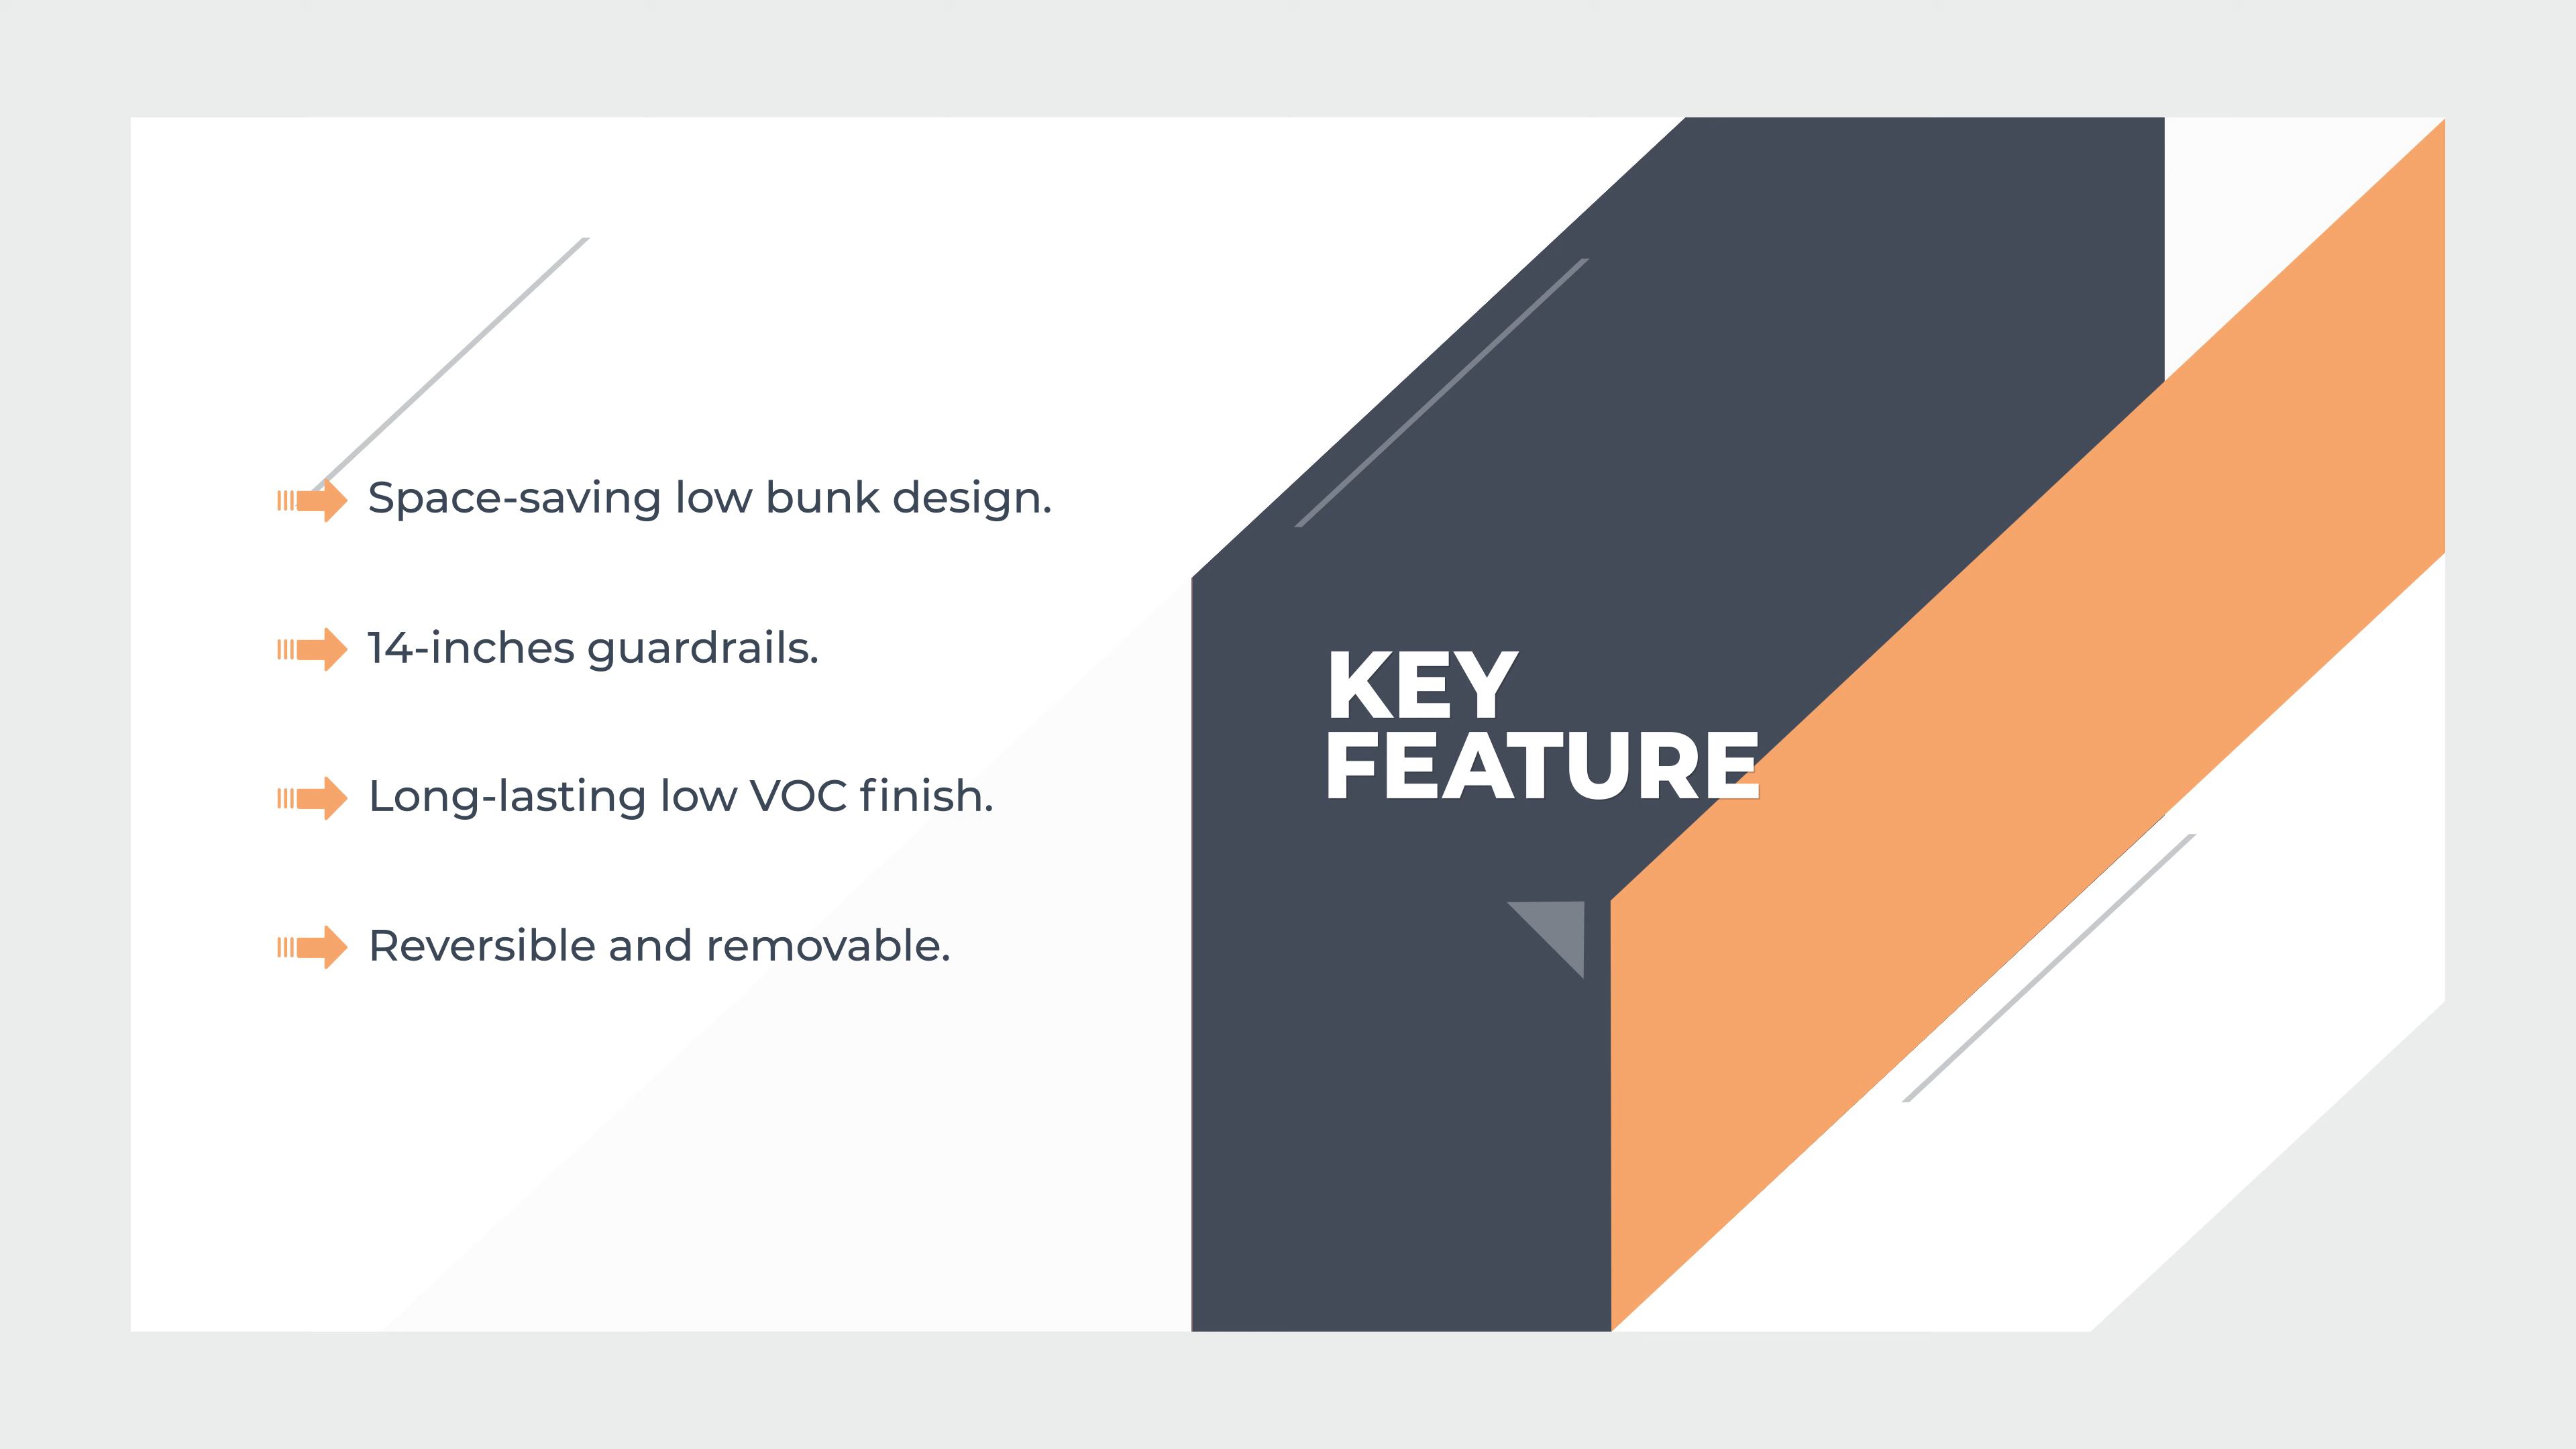 Space-saving low bunk design.
14-inches guardrails.
Long-lasting low VOC finish.
Reversible and removable.
KEY
FEATURE